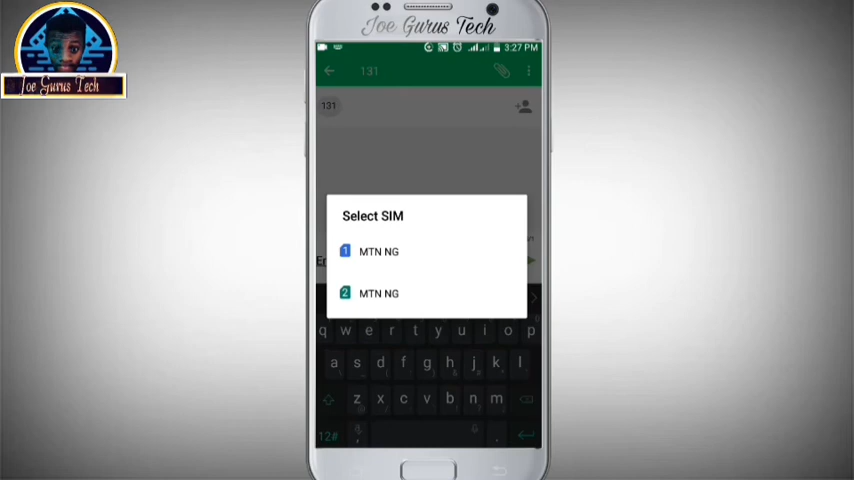 Joe Gurus Tech
Joe Gurus Tech
3:27 PM
131
131
Select SIM
1 MTN NG
2 MTN NG
q w e r t y u i o p
a s d f g h j k l
z x c v b n m
12# , .